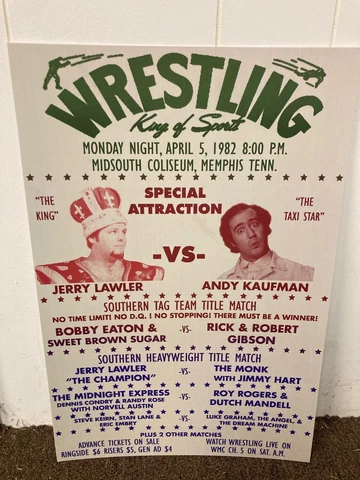 WRESTLING
King of Sports
MONDAY NIGHT, APRIL 5, 1982 8:00 P.M.
MIDSOUTH COLISEUM, MEMPHIS TENN.
SPECIAL
ATTRACTION
"THE
KING"
"THE
TAXI STAR"
-VS-
JERRY LAWLER
ANDY KAUFMAN
SOUTHERN TAG TEAM TITLE MATCH
NO TIME LIMIT! NO D.Q. ! NO STOPPING! THERE MUST BE A WINNER!
BOBBY EATON &
SWEET BROWN SUGAR
-VS-
RICK & ROBERT
GIBSON
SOUTHERN HEAVYWEIGHT TITLE MATCH
JERRY LAWLER
"THE CHAMPION"
-VS-
THE MONK
WITH JIMMY HART
THE MIDNIGHT EXPRESS
DENNIS CONDRY & RANDY ROSE
WITH NORVELL AUSTIN
-VS-
ROY ROGERS &
DUTCH MANDELL
STEVE KEIRN, STAN LANE &
ERIC EMBRY
-VS-
LUKE GRAHAM, THE ANGEL, &
THE DREAM MACHINE
PLUS 2 OTHER MATCHES
ADVANCE TICKETS ON SALE
RINGSIDE $6 RISERS $5, GEN AD $4
WATCH WRESTLING LIVE ON
WMC CH. 5 ON SAT. A.M.